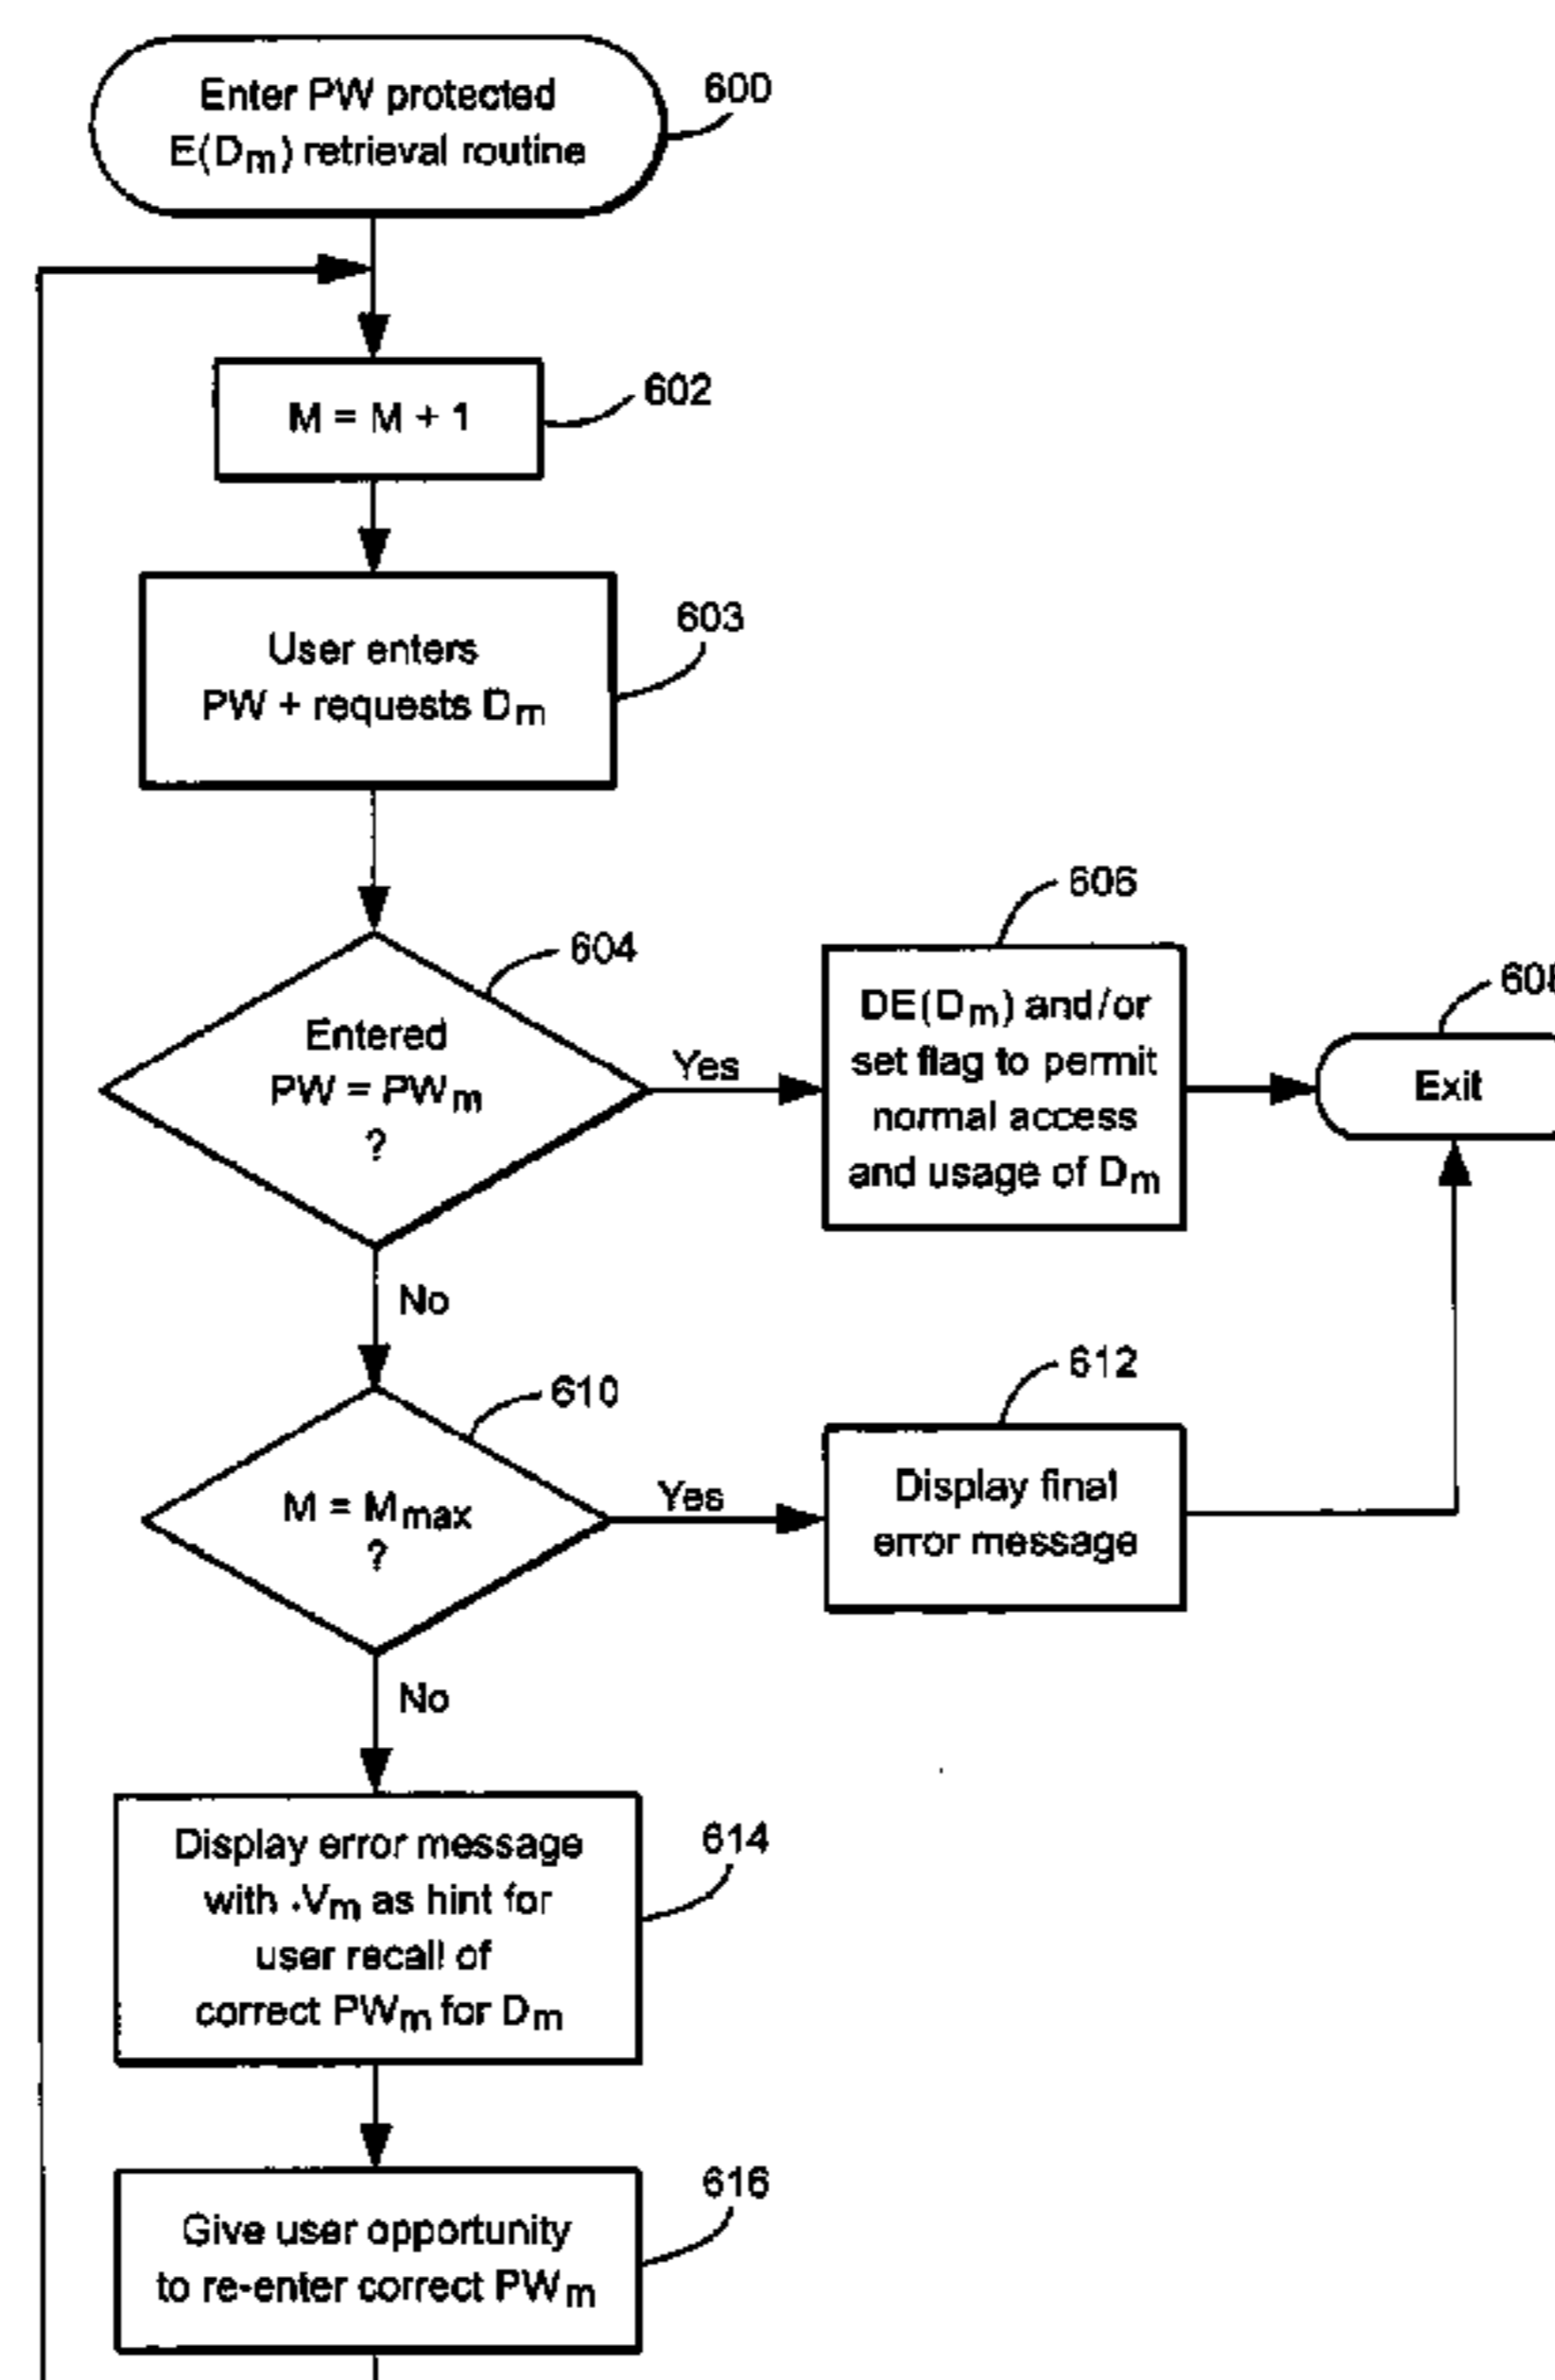 Enter PW protected
E(Dm) retrieval routine
600
M = M + 1
602
User enters
PW + requests Dm
603
Entered
PW = PWm
?
604
Yes
DE(Dm) and/or
set flag to permit
normal access
and usage of Dm
606
Exit
No
M = Mmax
?
610
Yes
Display final
error message
612
No
Display error message
with .Vm as hint for
user recall of
correct PWm for Dm
614
Give user opportunity
to re-enter correct PWm
616